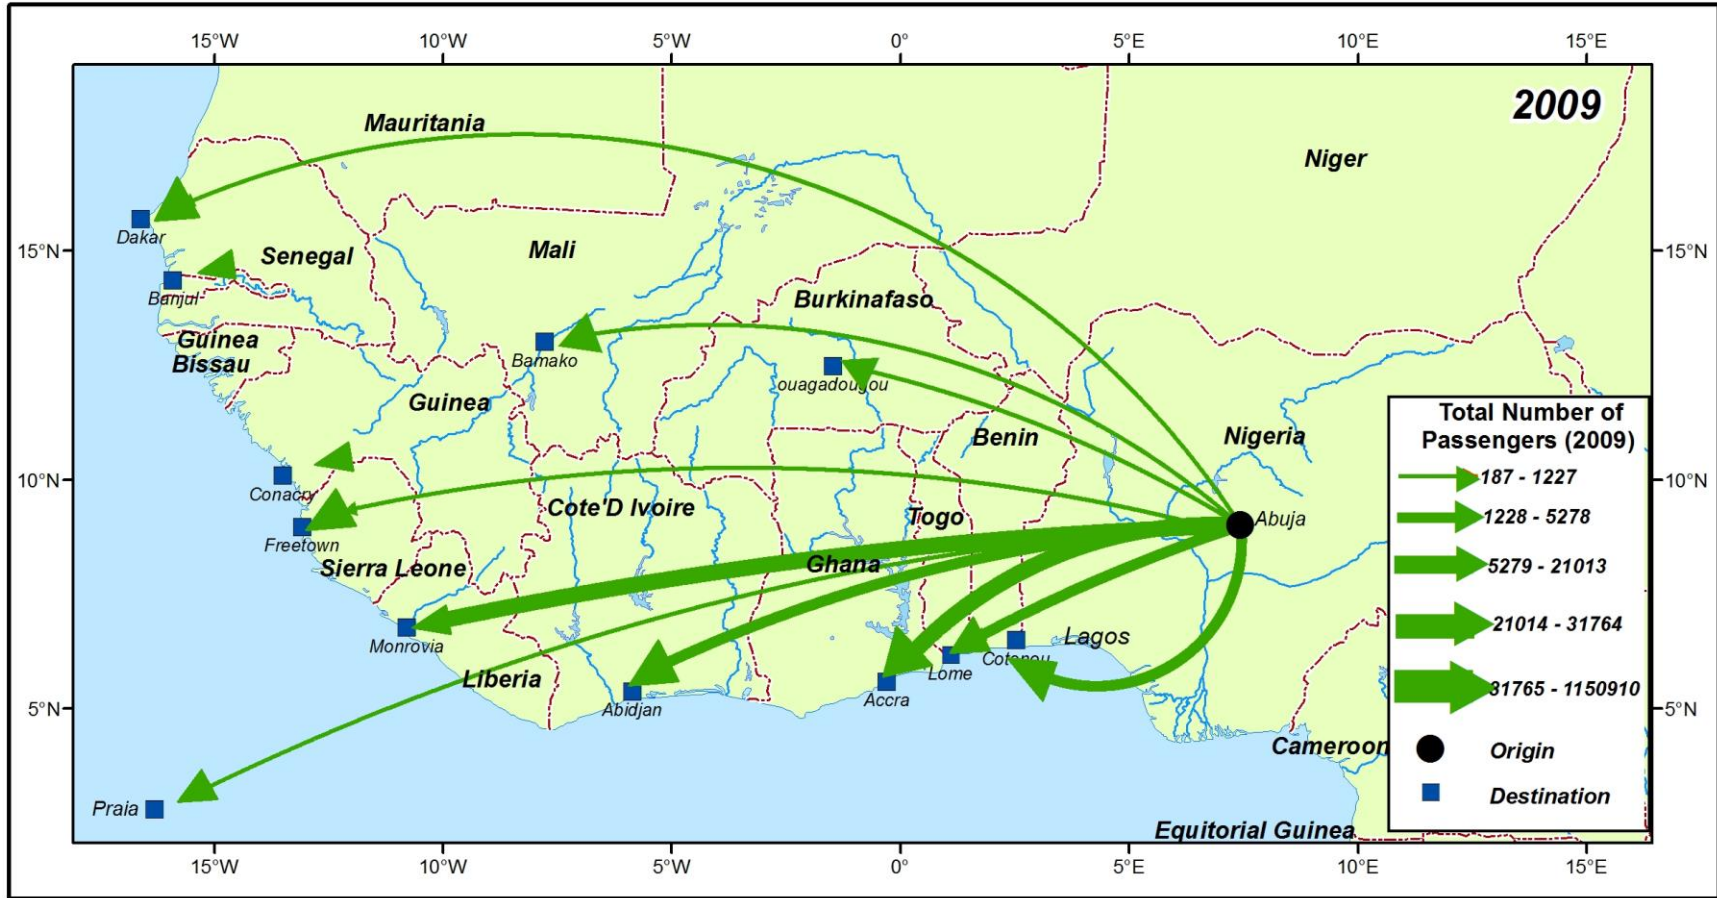 15°W 10°W 5°W 0° 5°E 10°E 15°E
2009
Mauritania
Niger
Dakar
15°N
Senegal
Mali
15°N
Banjul
Burkinafaso
Guinea
Bissau
Bamako
ouagadougou
Guinea
Benin
Nigeria
Total Number of
Passengers (2009)
187 - 1227
1228 - 5278
5279 - 21013
21014 - 31764
31765 - 1150910
Origin
Destination
10°N
Conacry
10°N
Cote'D Ivoire
Togo
Abuja
Freetown
Sierra Leone
Ghana
Monrovia
Lagos
Cotonou
Liberia
Lome
Abidjan
Accra
5°N
5°N
Cameroon
Praia
Equitorial Guinea
15°W 10°W 5°W 0° 5°E 10°E 15°E